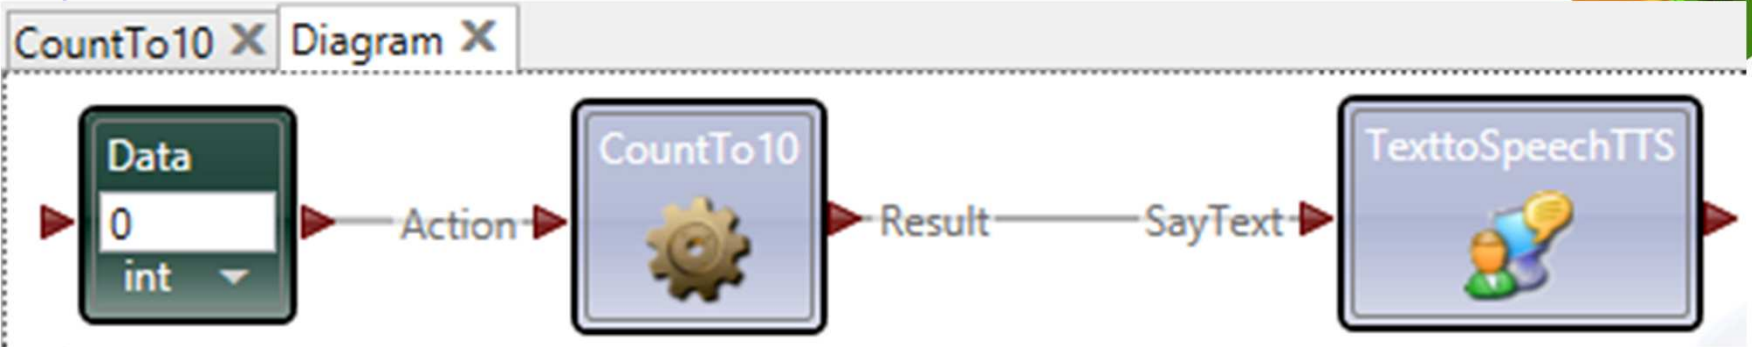 CountTo10 Diagram
Data
0
int
Action
CountTo10
Result
SayText
TexttoSpeechTTS